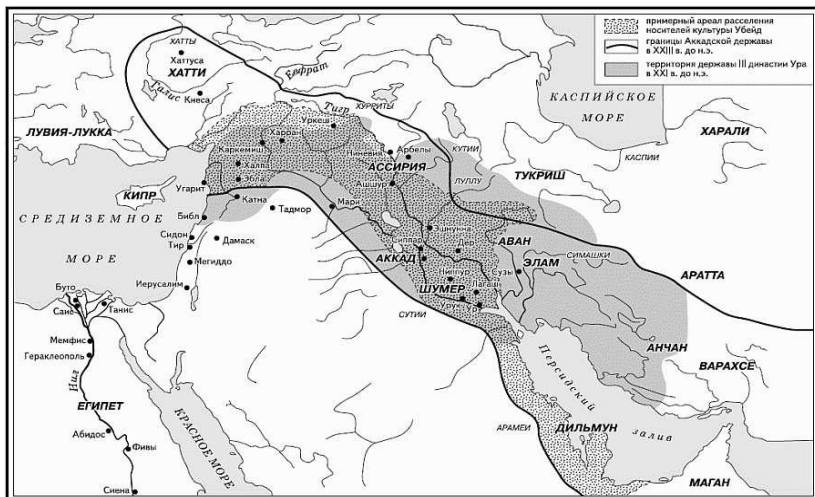 примерный ареал расселения
носителей культуры Убейд
границы Аккадской державы
в XXIII в. до н.э.
территория державы III династии Ура
в XXI в. до н.э.
ХАТТЫ
Хаттуса
ХАТТИ
Галис
Кнеса
Евфрат
КАСПИЙСКОЕ
МОРЕ
ЛУВИЯ-ЛУККА
Тигр
ХУРРИТЫ
Уркеш
Харран
Каркемиш
Ниневия
Арбелы
АССИРИЯ
КУТИИ
ХАРАЛИ
КАСПИИ
Халпа
Эбла
Ашшур
ЛУЛЛУ
ТУКРИШ
КИПР
Угарит
Катна
Мари
СРЕДИЗЕМНОЕ
МОРЕ
Библ
Тадмор
Эшнунна
Сидон
Тир
Дамаск
Сиппар
Дер
АВАН
АККАД
ЭЛАМ
СИМАШКИ
Мегиддо
Ниппур
Сузы
АРАТТА
Иерусалим
ШУМЕР
Лагаш
Урук
Ур
СУТИИ
Буто
Саис
Танис
Мемфис
Гераклеополь
Персидский
залив
АНЧАН
ВАРАХСЕ
Нил
ЕГИПЕТ
КРАСНОЕ МОРЕ
Абидос
Фивы
АРАМЕИ
ДИЛЬМУН
Сиена
МАГАН